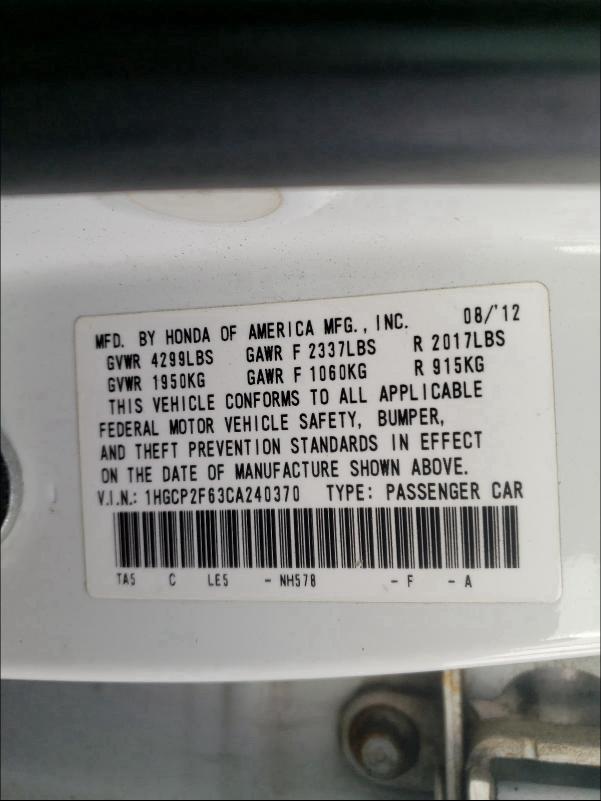 MFD. BY HONDA OF AMERICA MFG., INC. 08/'12
GVWR 4299LBS GAWR F 2337LBS R 2017LBS
GVWR 1950KG GAWR F 1060KG R 915KG
THIS VEHICLE CONFORMS TO ALL APPLICABLE
FEDERAL MOTOR VEHICLE SAFETY, BUMPER,
AND THEFT PREVENTION STANDARDS IN EFFECT
ON THE DATE OF MANUFACTURE SHOWN ABOVE.
V.I.N.: 1HGCP2F63CA240370 TYPE: PASSENGER CAR
TA5 C LE5 - NH578 - F - A